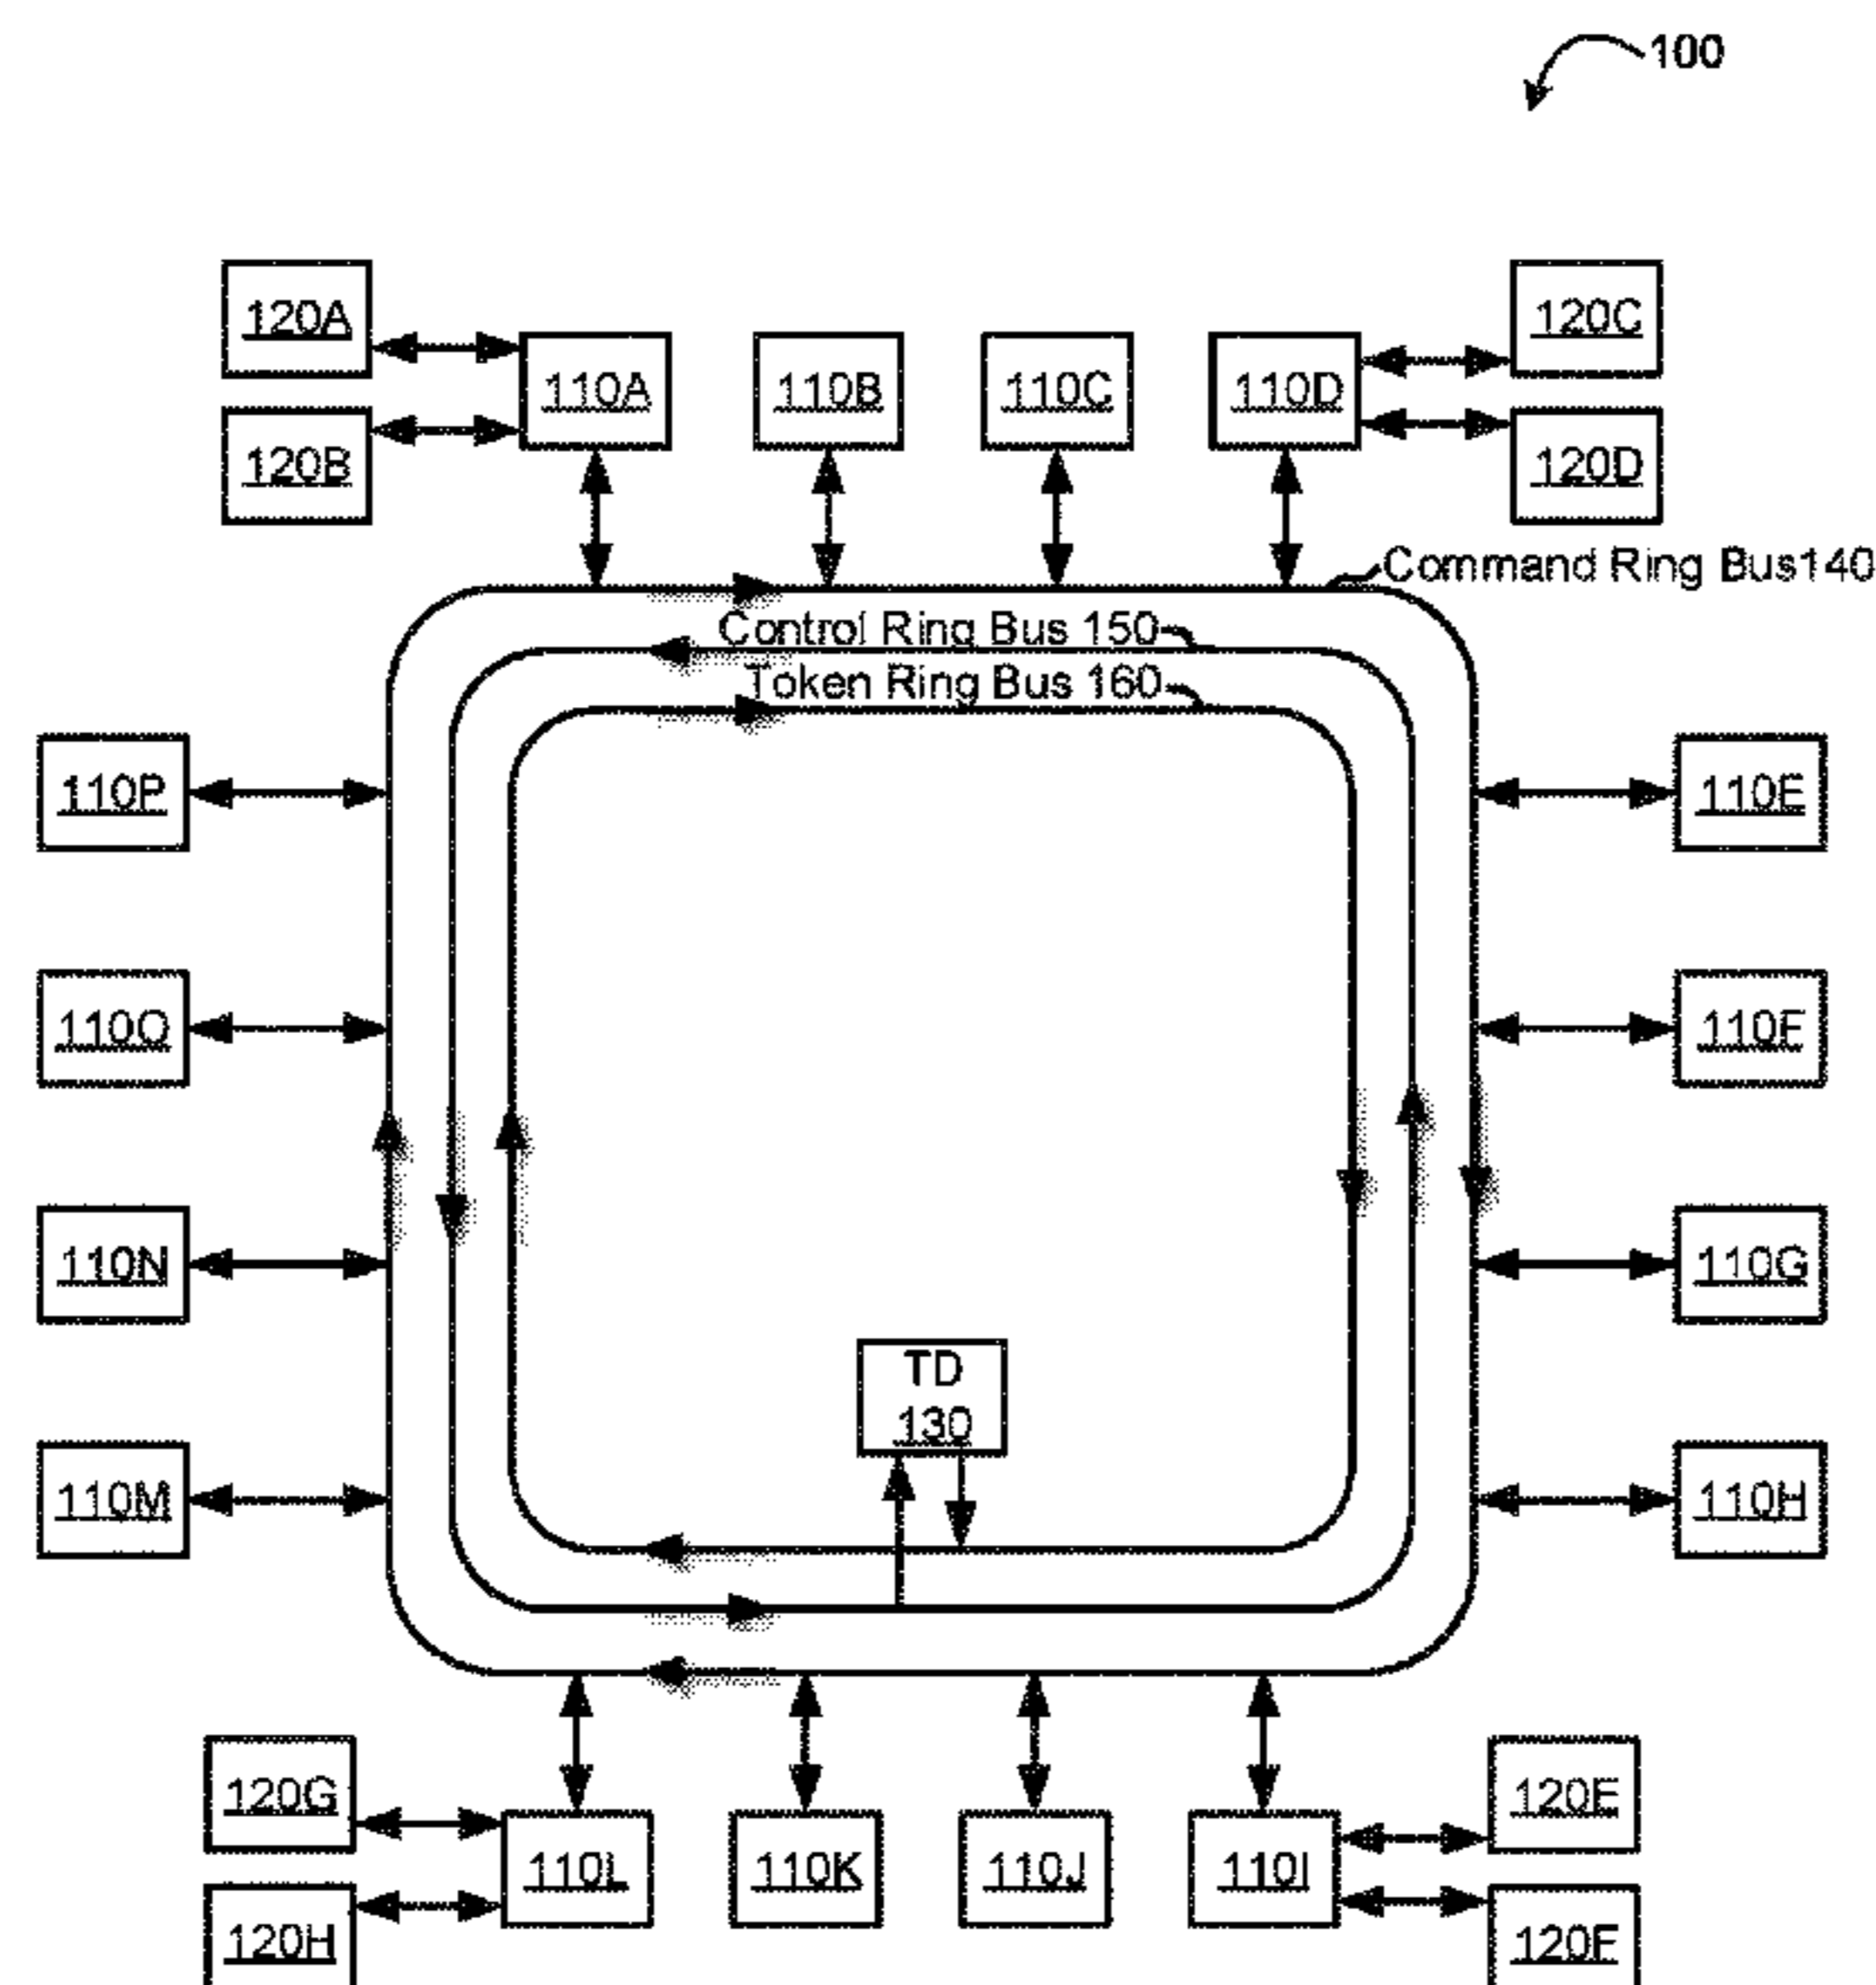 100
120A
120C
110A
110B
110C
110D
120B
120D
Command Ring Bus140
Control Ring Bus 150
Token Ring Bus 160
110P
110E
110O
110F
110N
110G
TD
130
110M
110H
120G
120E
110L
110K
110J
110I
120H
120F